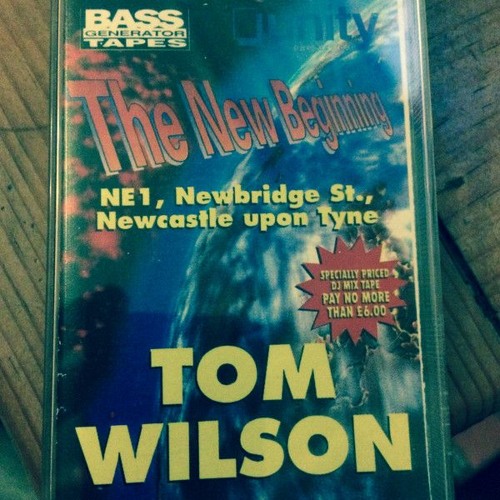 BASS
GENERATOR
TAPES
unity
The New Beginning
NE1, Newbridge St.,
Newcastle upon Tyne
SPECIALLY PRICED
DJ MIX TAPE
PAY NO MORE
THAN £6.00
TOM
WILSON